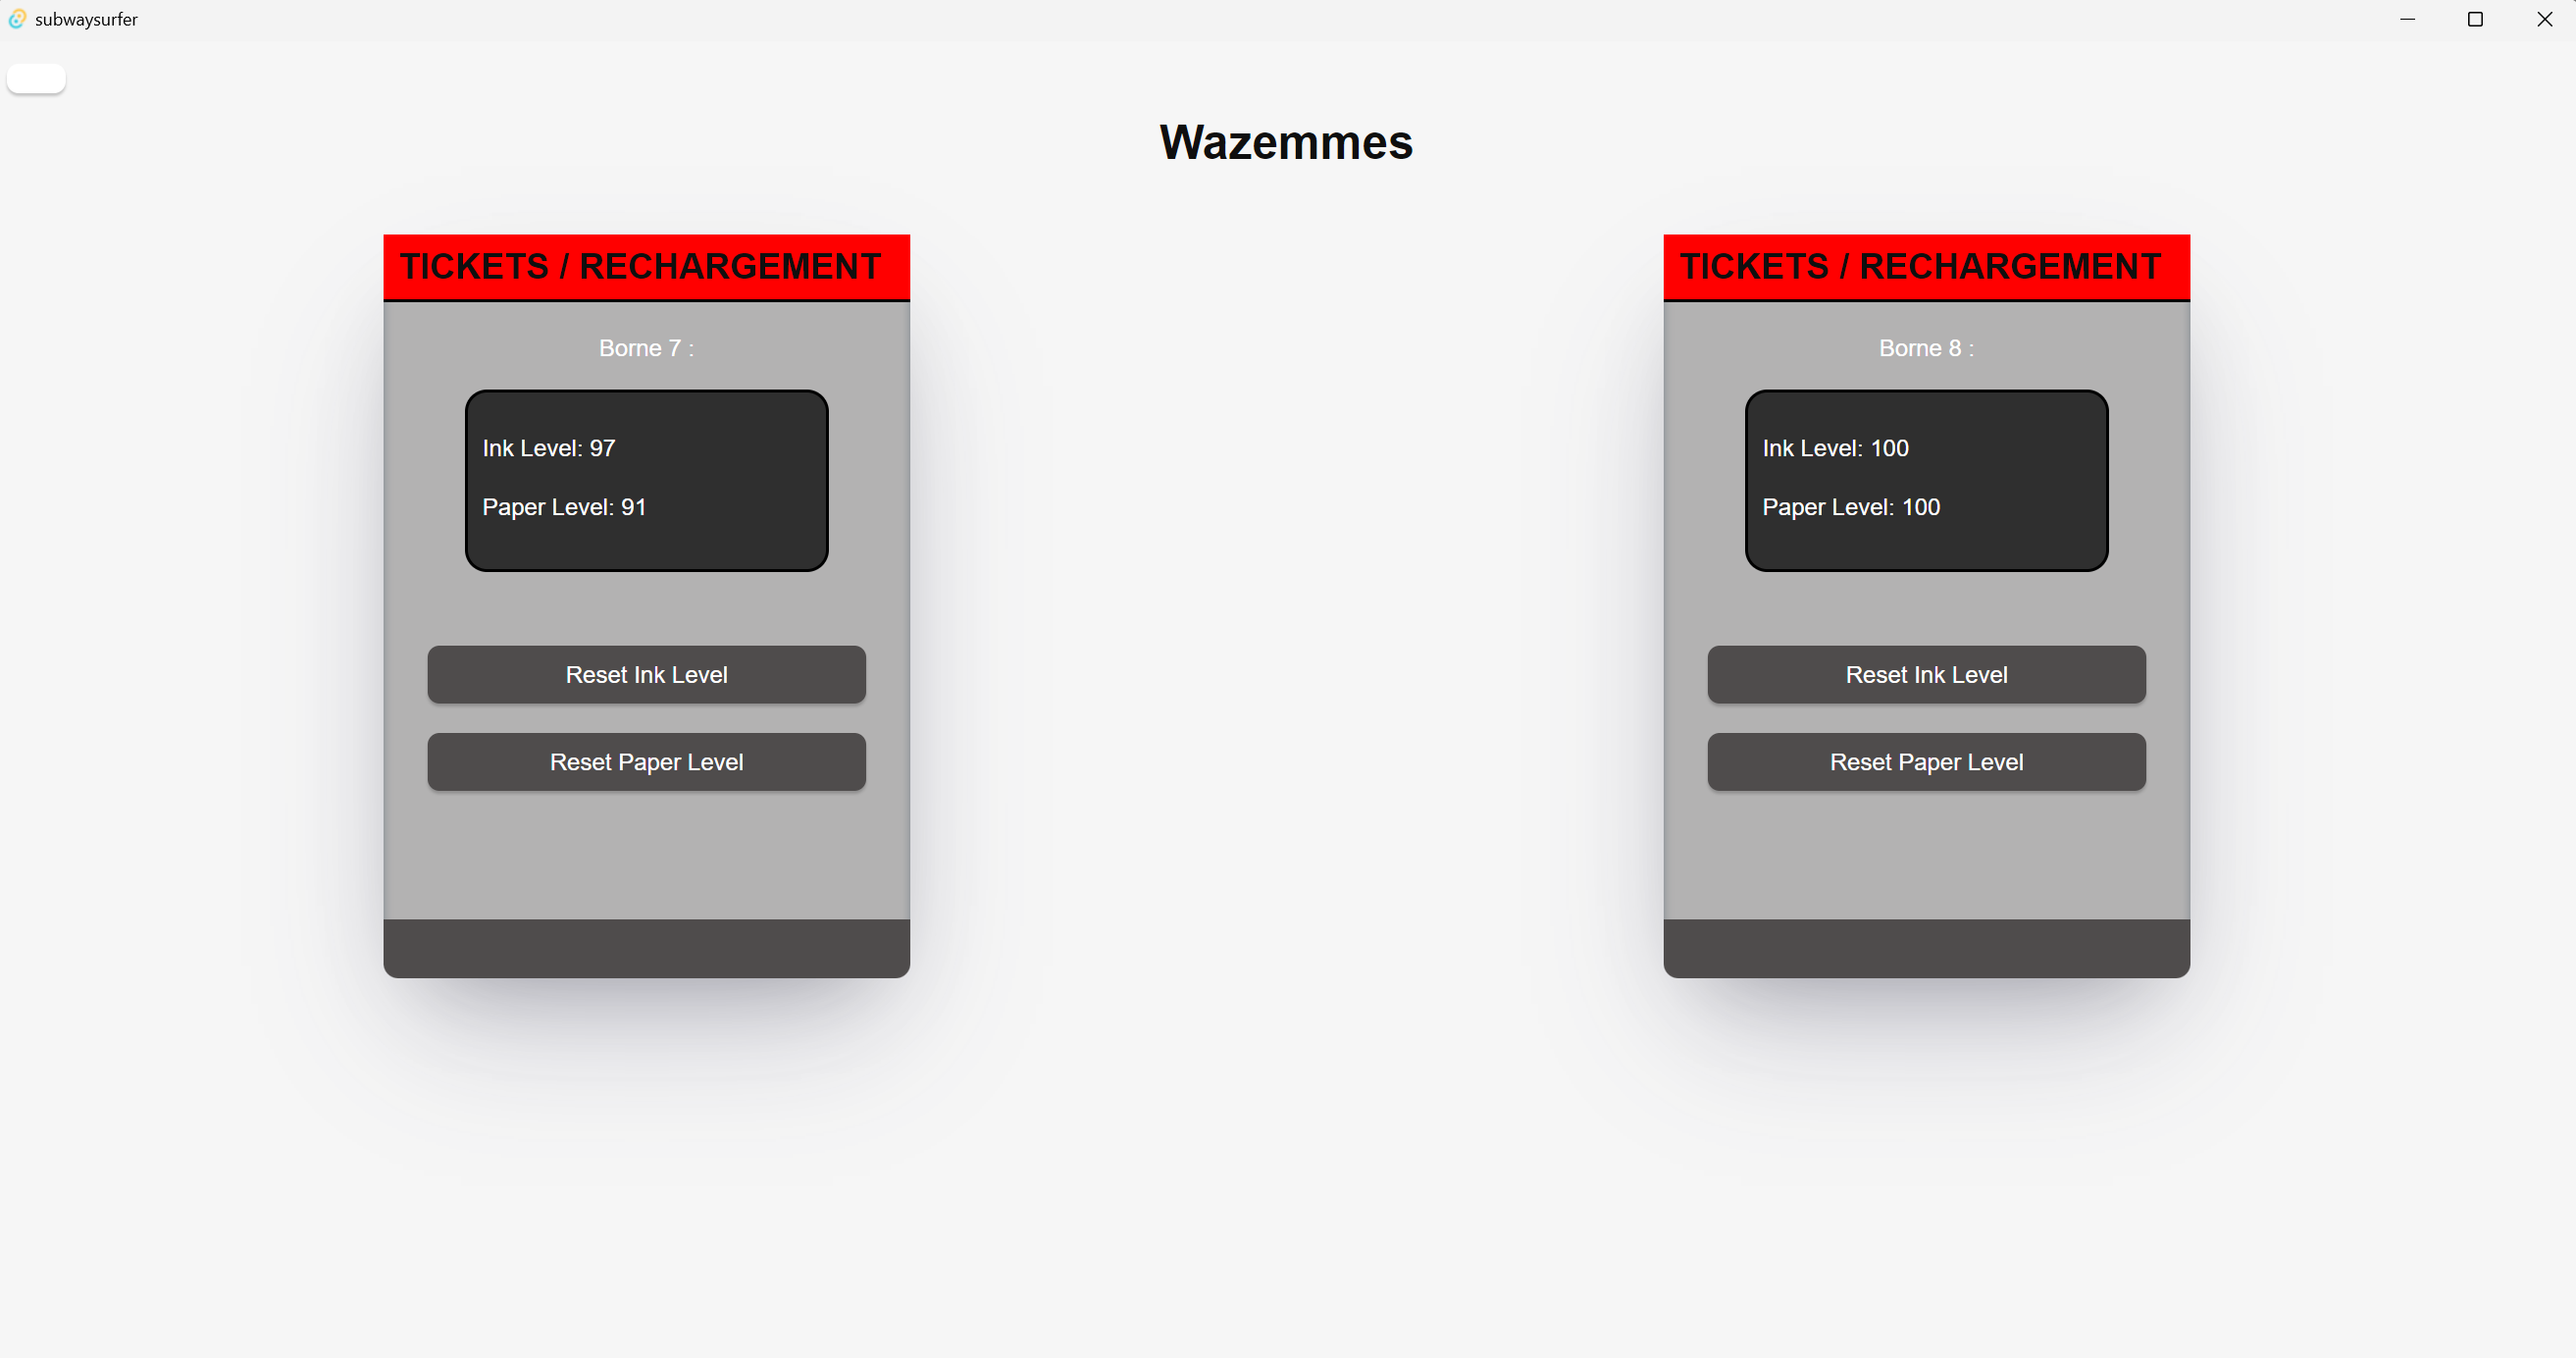 subwaysurfer
Wazemmes
TICKETS / RECHARGEMENT
Borne 7 :
Ink Level: 97
Paper Level: 91
Reset Ink Level
Reset Paper Level
TICKETS / RECHARGEMENT
Borne 8 :
Ink Level: 100
Paper Level: 100
Reset Ink Level
Reset Paper Level